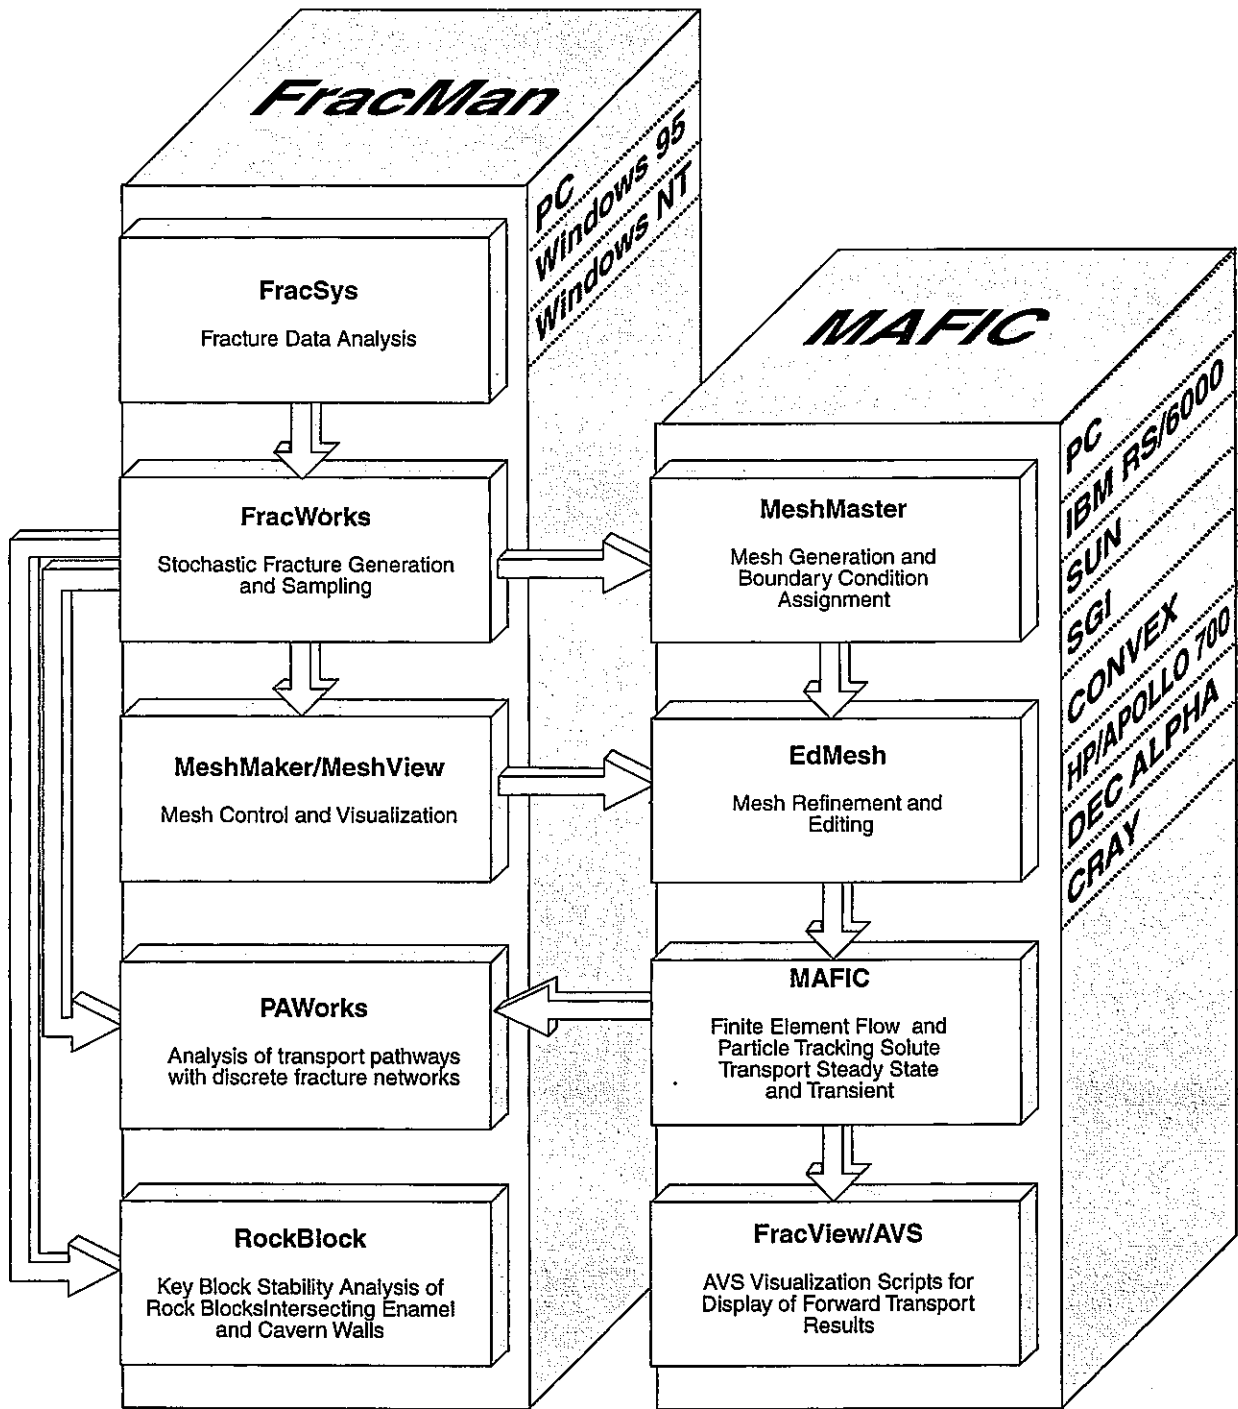 FracMan
PC
Windows 95
Windows NT
FracSys
Fracture Data Analysis
FracWorks
Stochastic Fracture Generation
and Sampling
MeshMaker/MeshView
Mesh Control and Visualization
PAWorks
Analysis of transport pathways
with discrete fracture networks
RockBlock
Key Block Stability Analysis of
Rock BlocksIntersecting Enamel
and Cavern Walls
MAFIC
PC
IBM RS/6000
SUN
SGI
CONVEX
HP/APOLLO 700
DEC ALPHA
CRAY
MeshMaster
Mesh Generation and
Boundary Condition
Assignment
EdMesh
Mesh Refinement and
Editing
MAFIC
Finite Element Flow and
Particle Tracking Solute
Transport Steady State
and Transient
FracView/AVS
AVS Visualization Scripts for
Display of Forward Transport
Results